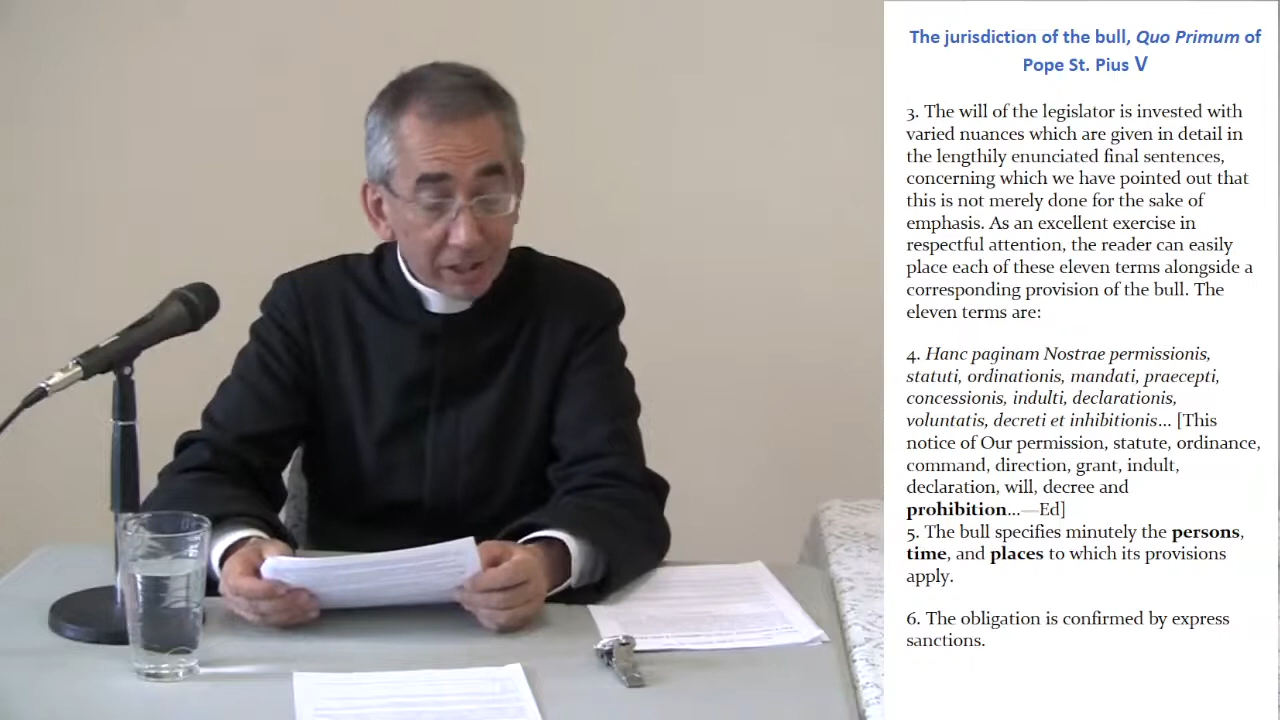 The jurisdiction of the bull, Quo Primum of
Pope St. Pius V
3. The will of the legislator is invested with
varied nuances which are given in detail in
the lengthily enunciated final sentences,
concerning which we have pointed out that
this is not merely done for the sake of
emphasis. As an excellent exercise in
respectful attention, the reader can easily
place each of these eleven terms alongside a
corresponding provision of the bull. The
eleven terms are:
4. Hanc paginam Nostrae permissionis,
statuti, ordinationis, mandati, praecepti,
concessionis, indulti, declarationis,
voluntatis, decreti et inhibitionis... [This
notice of Our permission, statute, ordinance,
command, direction, grant, indult,
declaration, will, decree and
prohibition...—Ed]
5. The bull specifies minutely the persons,
time, and places to which its provisions
apply.
6. The obligation is confirmed by express
sanctions.